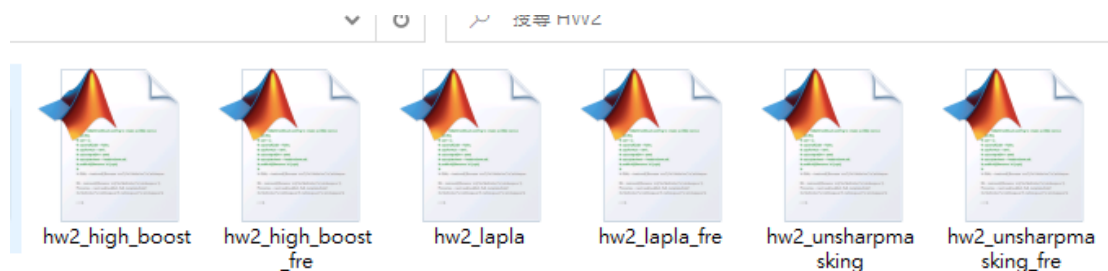 搜尋 HW2
hw2_high_boost
hw2_high_boost
_fre
hw2_lapla
hw2_lapla_fre
hw2_unsharpma
sking
hw2_unsharpma
sking_fre